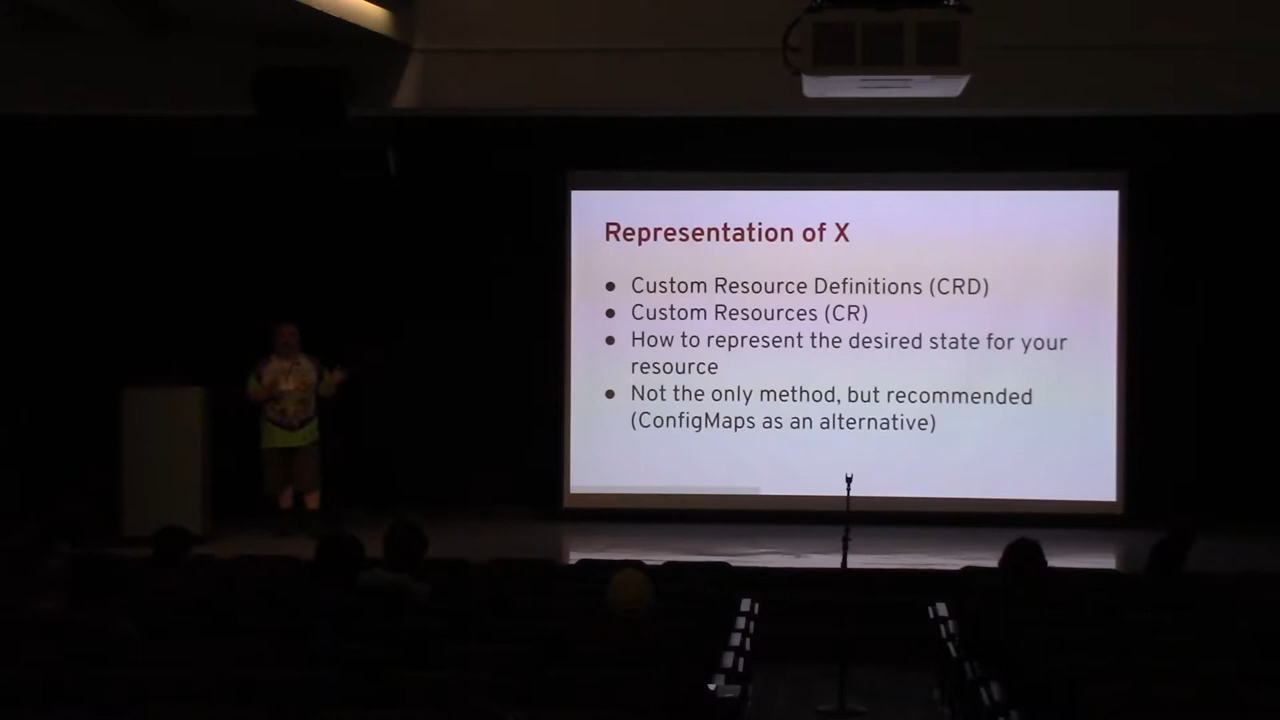 Representation of X
● Custom Resource Definitions (CRD)
● Custom Resources (CR)
● How to represent the desired state for your
resource
● Not the only method, but recommended
(ConfigMaps as an alternative)